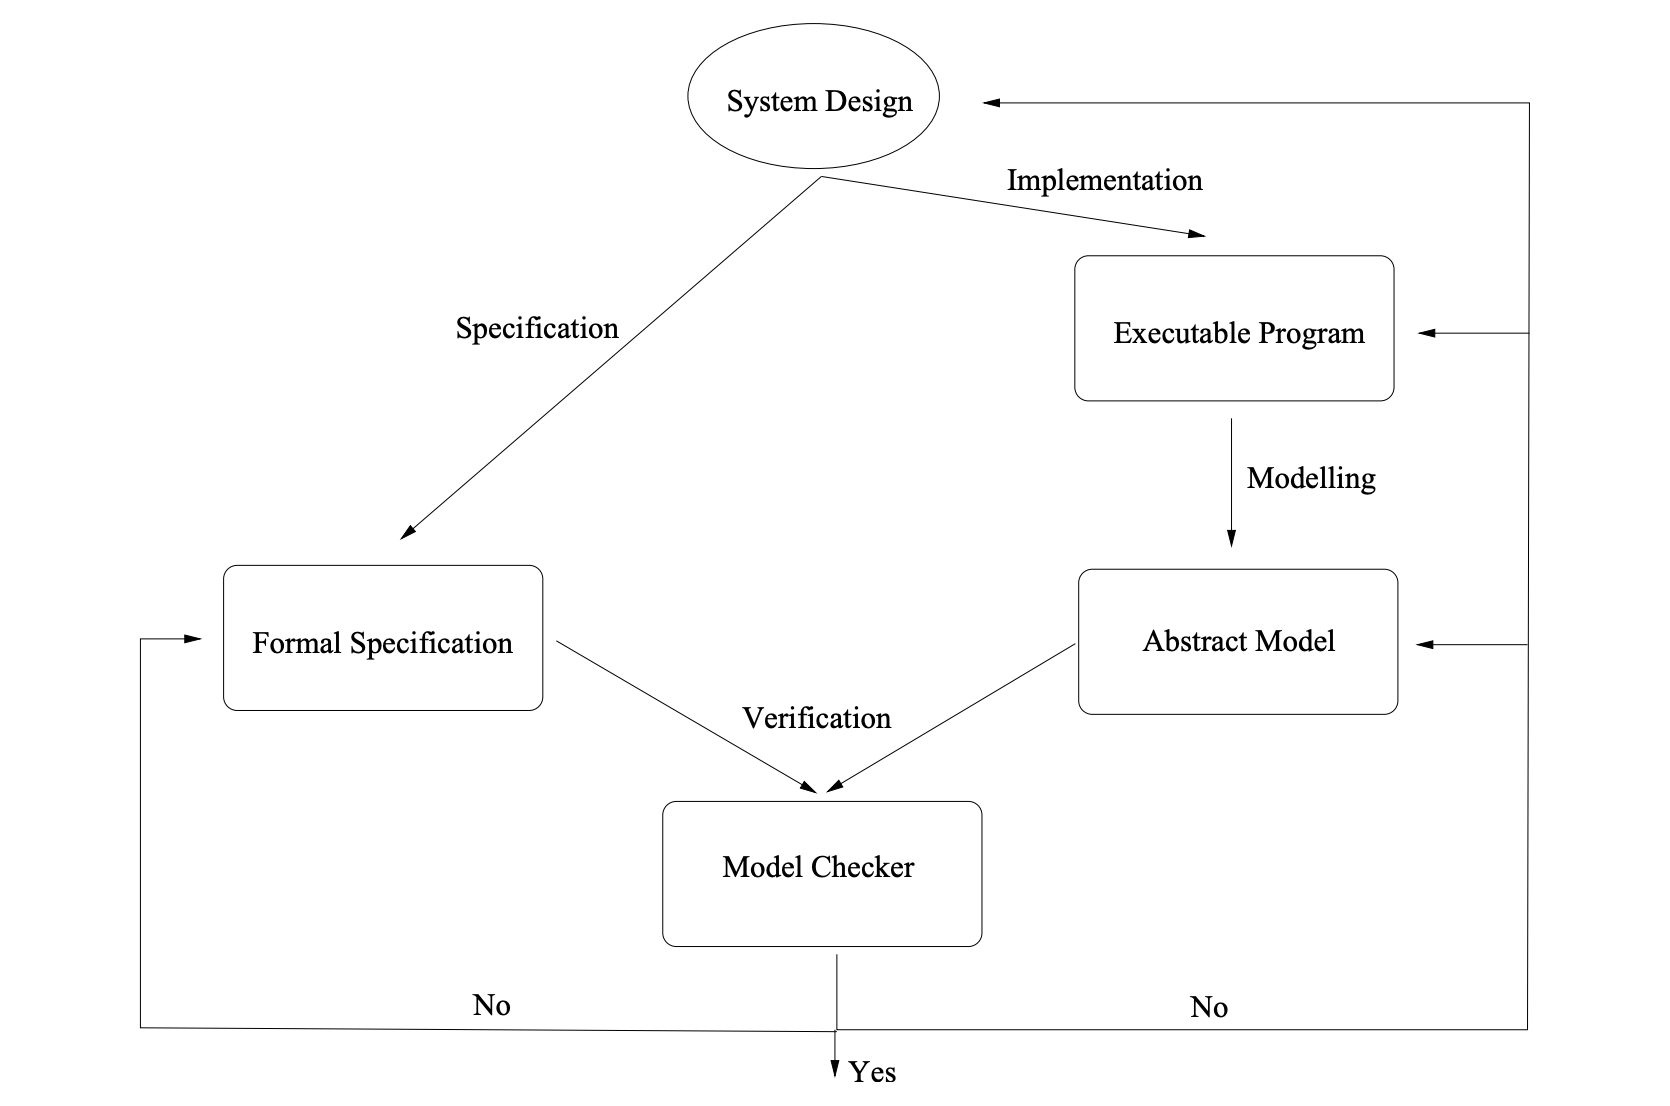 System Design
Implementation
Specification
Executable Program
Modelling
Formal Specification
Abstract Model
Verification
Model Checker
No
No
Yes